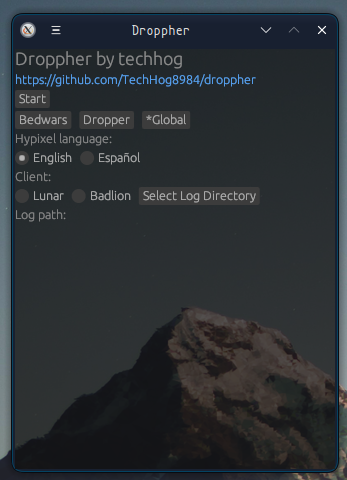 Droppher
Droppher by techhog
https://github.com/TechHog8984/droppher
Start
Bedwars Dropper *Global
Hypixel language:
English Español
Client:
Lunar Badlion Select Log Directory
Log path: